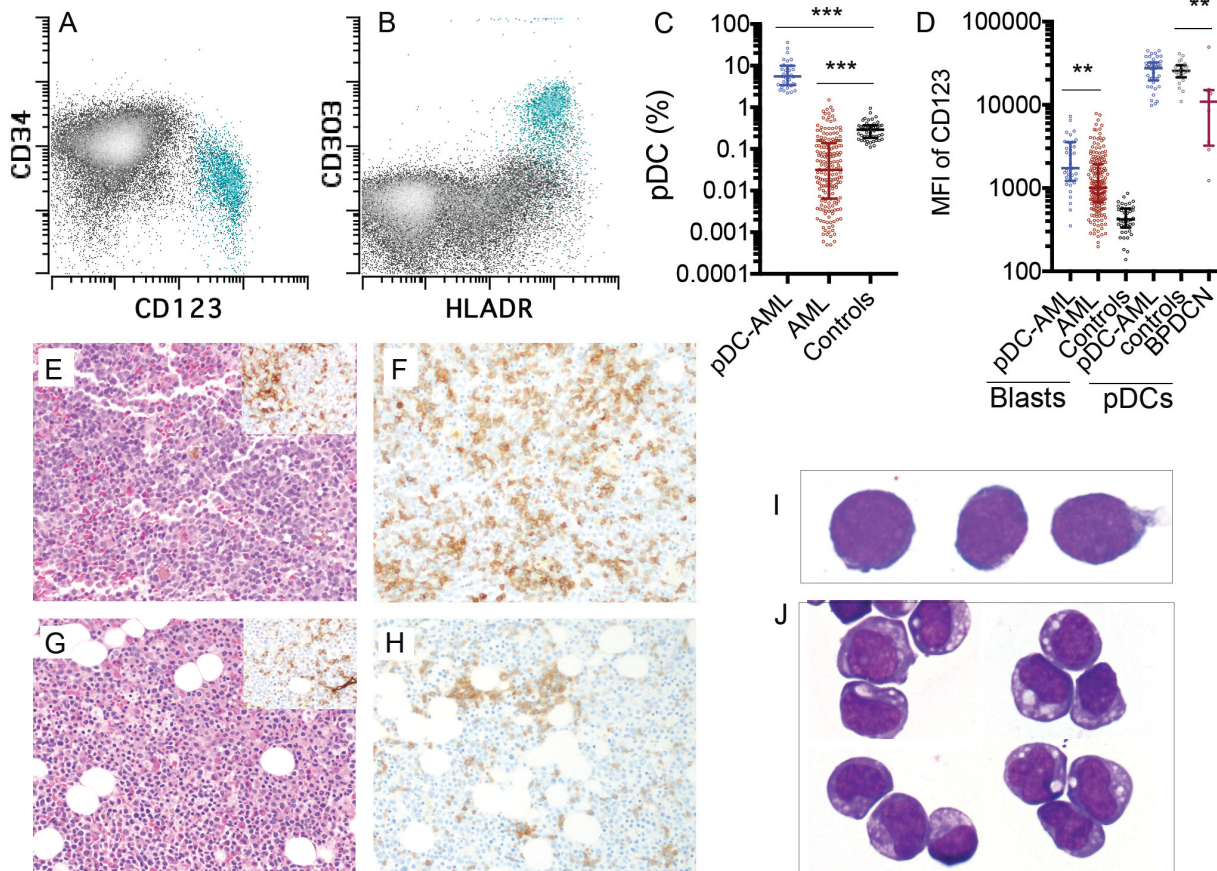 A
CD34
CD123
B
CD303
HLADR
C
***
***
pDC (%)
100
10
1
0.1
0.01
0.001
0.0001
pDC-AML
AML
Controls
D
**
**
MFI of CD123
100000
10000
1000
100
pDC-AML
AML
Controls
pDC-AML
controls
BPDCN
Blasts
pDCs
E
F
G
H
I
J